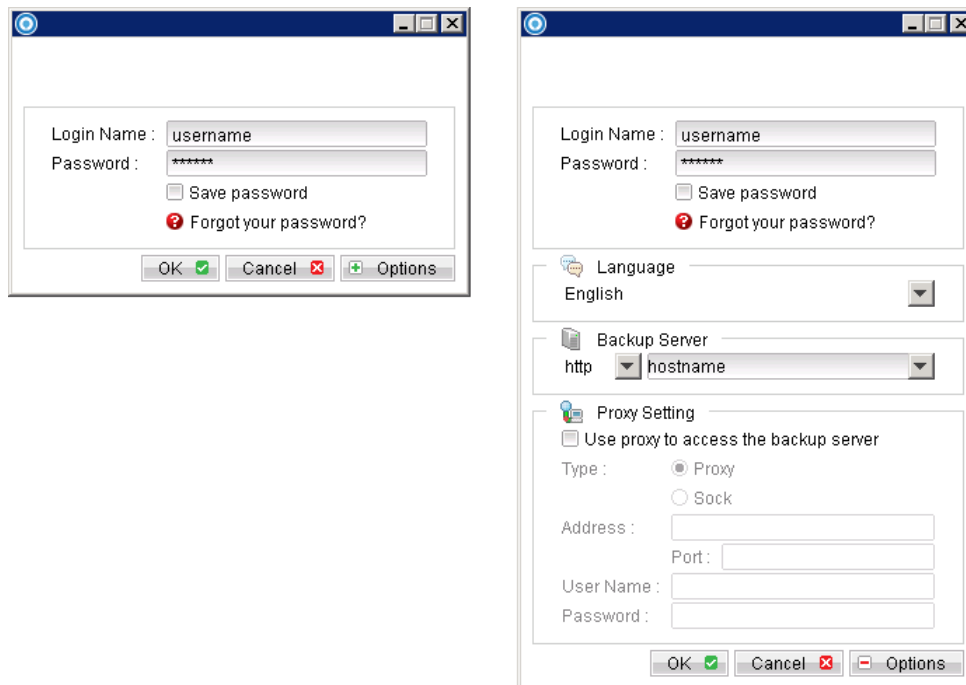 Login Name : username
Password : ******
Save password
Forgot your password?
OK Cancel Options
Login Name : username
Password : ******
Save password
Forgot your password?
Language
English
Backup Server
http hostname
Proxy Setting
Use proxy to access the backup server
Type : Proxy
Sock
Address :
Port :
User Name :
Password :
OK Cancel Options